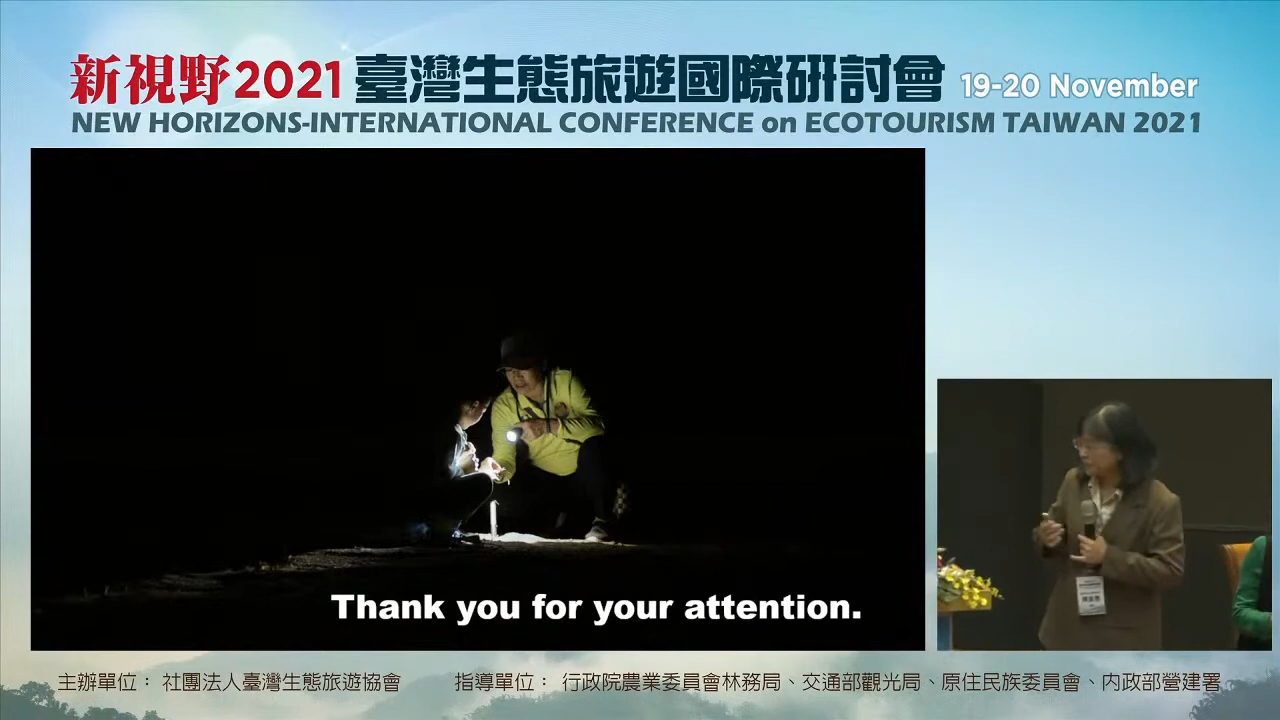 新視野2021臺灣生態旅遊國際研討會 19-20 November
NEW HORIZONS-INTERNATIONAL CONFERENCE on ECOTOURISM TAIWAN 2021
Thank you for your attention.
主辦單位： 社團法人臺灣生態旅遊協會 指導單位： 行政院農業委員會林務局、交通部觀光局、原住民族委員會、內政部營建署